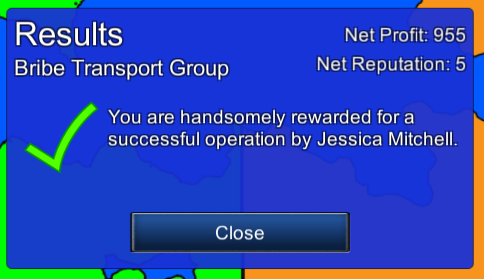 Results
Net Profit: 955
Bribe Transport Group
Net Reputation: 5
You are handsomely rewarded for a
successful operation by Jessica Mitchell.
Close